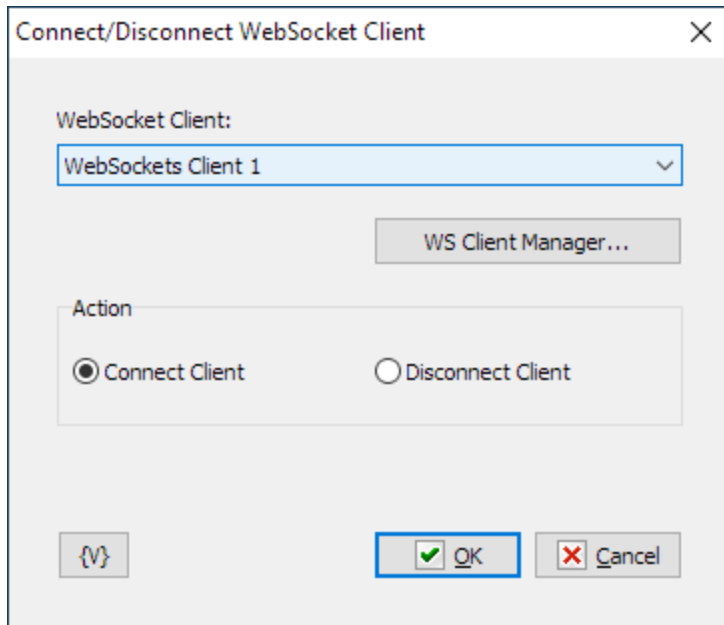 Connect/Disconnect WebSocket Client
WebSocket Client:
WebSockets Client 1
WS Client Manager...
Action
Connect Client Disconnect Client
{V} OK Cancel